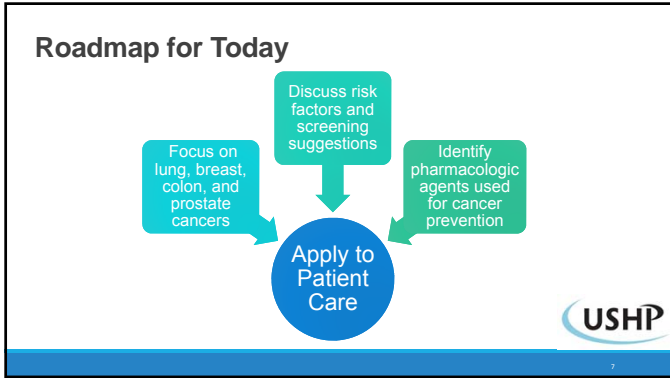 Roadmap for Today
Focus on
lung, breast,
colon, and
prostate
cancers
Discuss risk
factors and
screening
suggestions
Identify
pharmacologic
agents used
for cancer
prevention
Apply to
Patient
Care
USHP
7